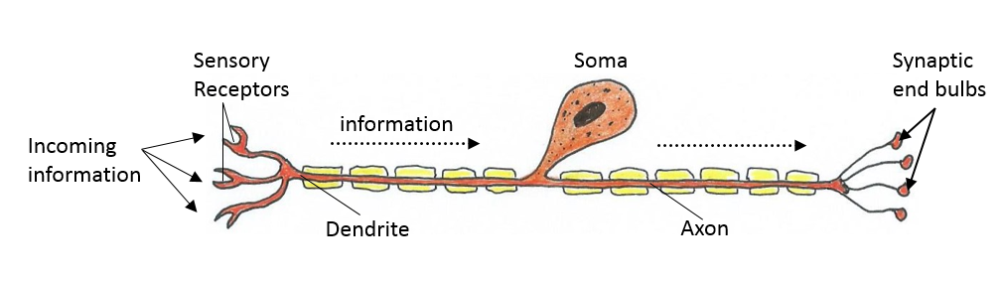 Sensory
Receptors
Soma
Synaptic
end bulbs
information
Incoming
information
Dendrite
Axon